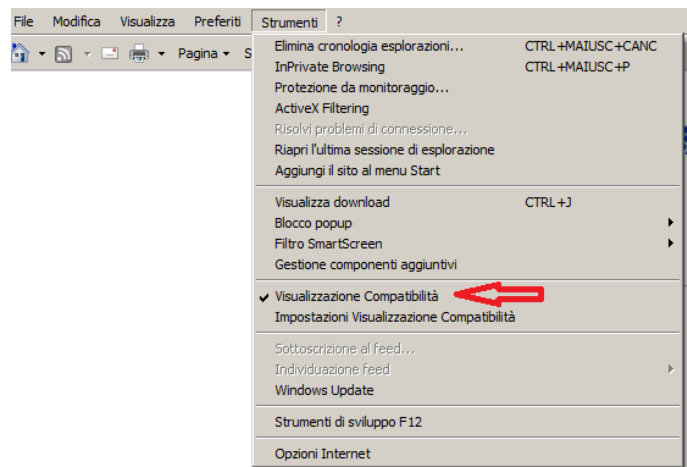 File Modifica Visualizza Preferiti Strumenti ?
Pagina S
Elimina cronologia esplorazioni... CTRL+MAIUSC+CANC
InPrivate Browsing CTRL+MAIUSC+P
Protezione da monitoraggio...
ActiveX Filtering
Risolvi problemi di connessione...
Riapri l'ultima sessione di esplorazione
Aggiungi il sito al menu Start
Visualizza download CTRL+J
Blocco popup
Filtro SmartScreen
Gestione componenti aggiuntivi
Visualizzazione Compatibilità
Impostazioni Visualizzazione Compatibilità
Sottoscrizione al feed...
Individuazione feed
Windows Update
Strumenti di sviluppo F12
Opzioni Internet